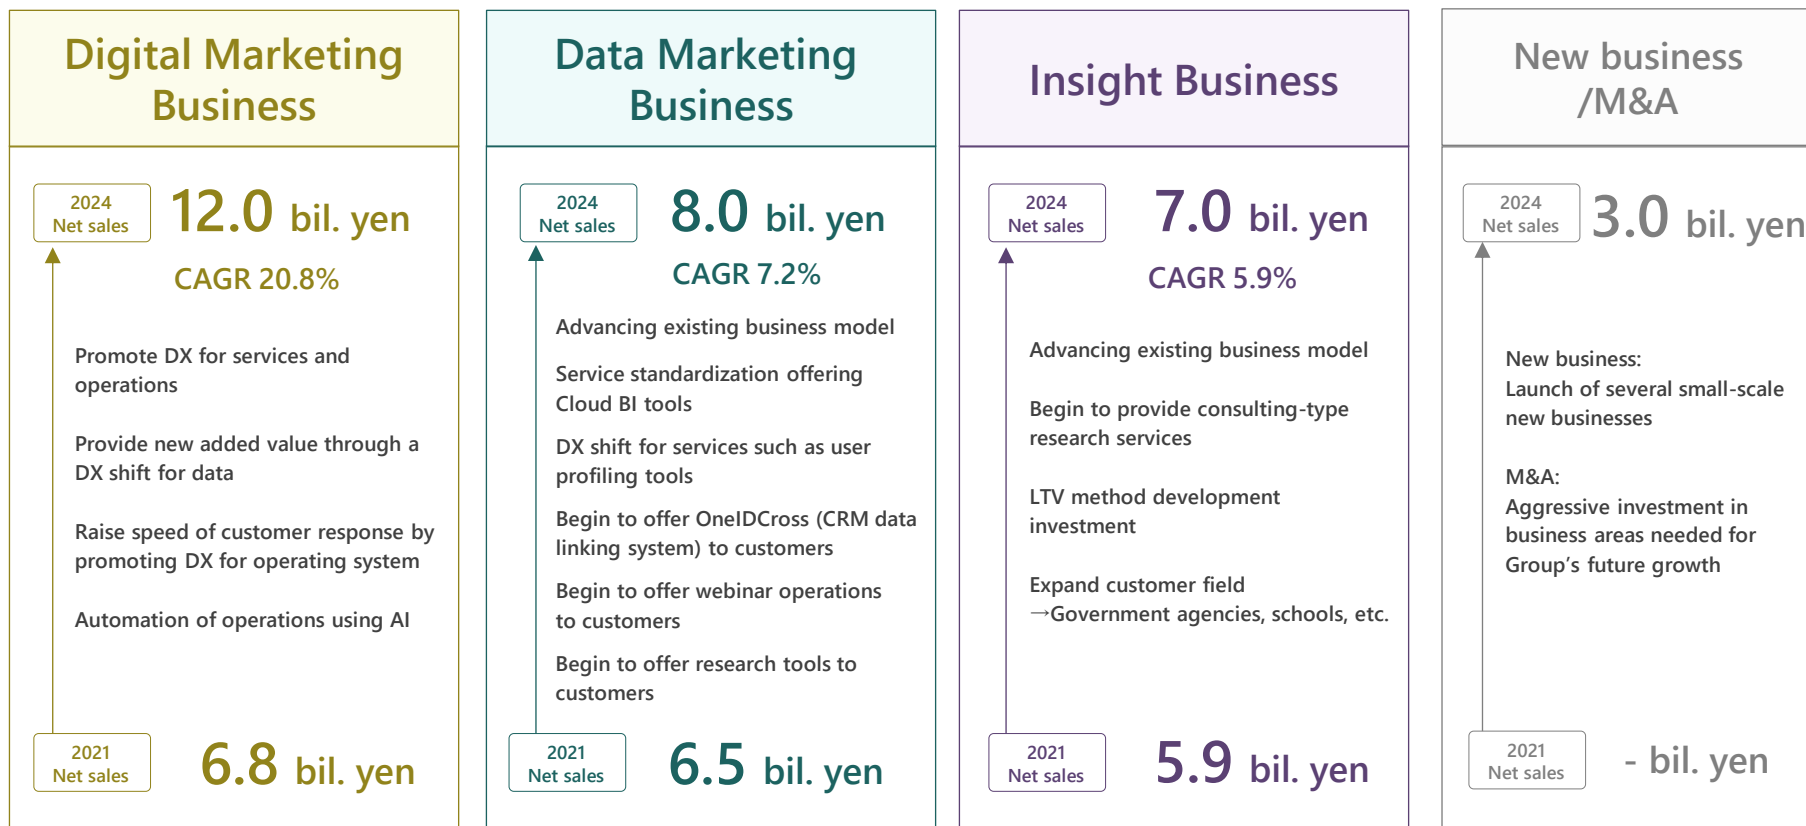 Digital Marketing
Business
2024
Net sales
12.0 bil. yen
CAGR 20.8%
Promote DX for services and
operations
Provide new added value through a
DX shift for data
Raise speed of customer response by
promoting DX for operating system
Automation of operations using AI
2021
Net sales
6.8 bil. yen
Data Marketing
Business
2024
Net sales
8.0 bil. yen
CAGR 7.2%
Advancing existing business model
Service standardization offering
Cloud BI tools
DX shift for services such as user
profiling tools
Begin to offer OneIDCross (CRM data
linking system) to customers
Begin to offer webinar operations
to customers
Begin to offer research tools to
customers
2021
Net sales
6.5 bil. yen
Insight Business
2024
Net sales
7.0 bil. yen
CAGR 5.9%
Advancing existing business model
Begin to provide consulting-type
research services
LTV method development
investment
Expand customer field
→Government agencies, schools, etc.
2021
Net sales
5.9 bil. yen
New business
/M&A
2024
Net sales
3.0 bil. yen
New business:
Launch of several small-scale
new businesses
M&A:
Aggressive investment in
business areas needed for
Group’s future growth
2021
Net sales
- bil. yen